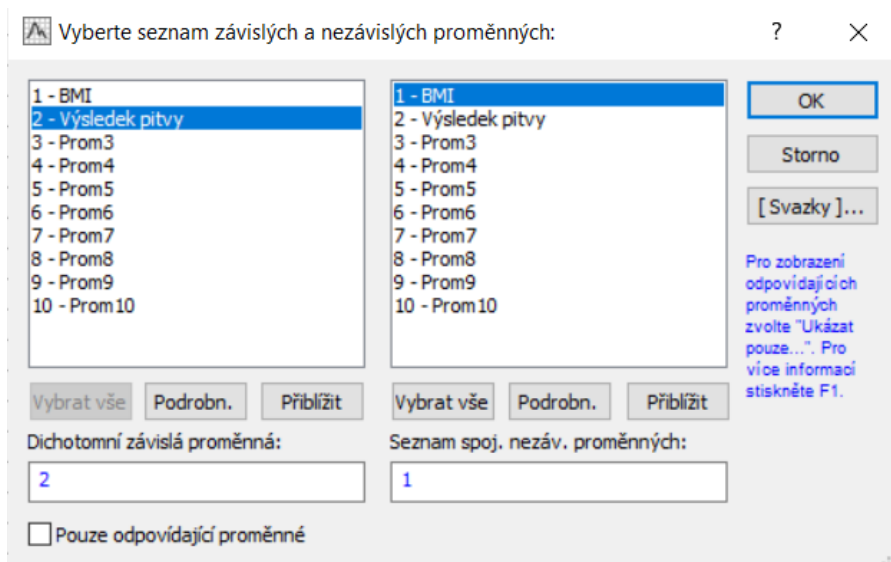 Vyberte seznam závislých a nezávislých proměnných:
?
1 - BMI
2 - Výsledek pitvy
3 - Prom3
4 - Prom4
5 - Prom5
6 - Prom6
7 - Prom7
8 - Prom8
9 - Prom9
10 - Prom10
1 - BMI
2 - Výsledek pitvy
3 - Prom3
4 - Prom4
5 - Prom5
6 - Prom6
7 - Prom7
8 - Prom8
9 - Prom9
10 - Prom10
OK
Storno
[ Svazky ]...
Pro zobrazení
odpovídajících
proměnných
zvolte "Ukázat
pouze...". Pro
více informací
stiskněte F1.
Vybrat vše
Podrobn.
Přiblížit
Vybrat vše
Podrobn.
Přiblížit
Dichotomní závislá proměnná:
2
Seznam spoj. nezáv. proměnných:
1
Pouze odpovídající proměnné